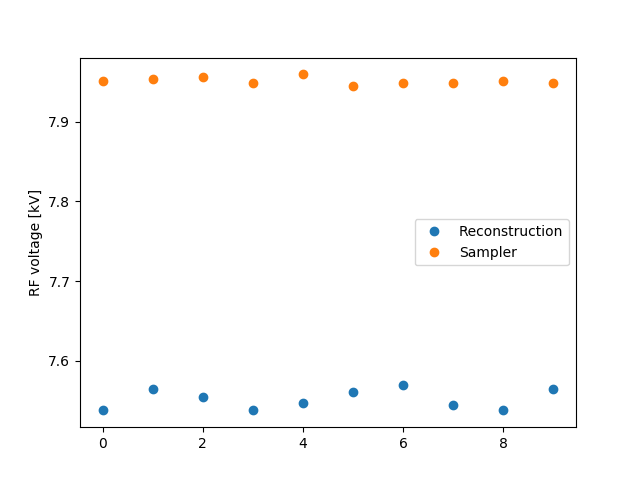 7.9
7.8
7.7
7.6
RF voltage [kV]
Reconstruction
Sampler
0 2 4 6 8